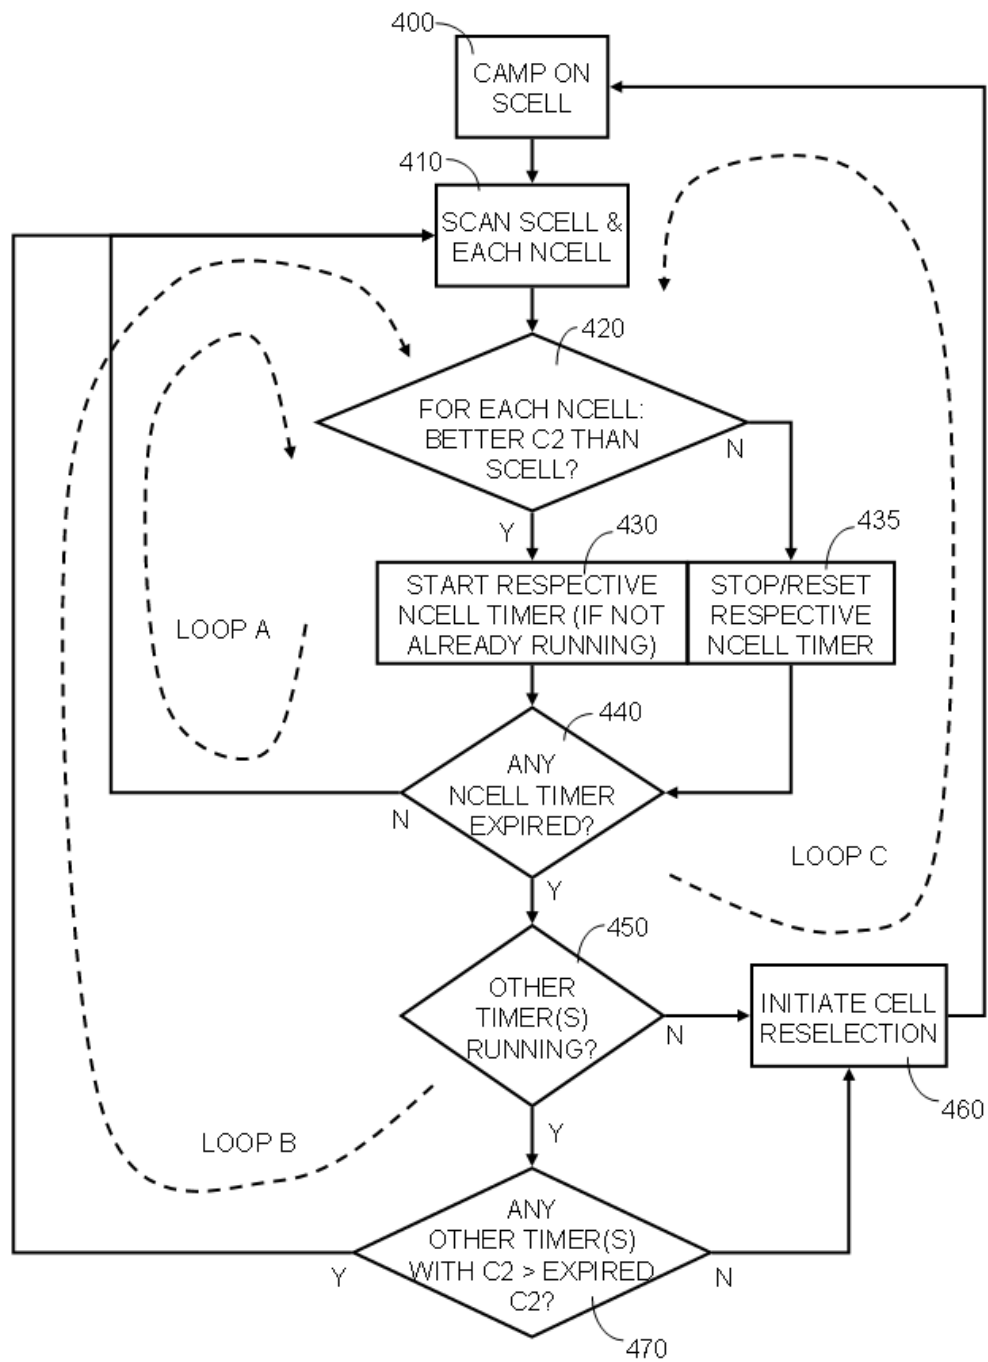 400
CAMP ON
SCELL
410
SCAN SCELL &
EACH NCELL
420
FOR EACH NCELL:
BETTER C2 THAN
SCELL?
N
Y
430
435
START RESPECTIVE
NCELL TIMER (IF NOT
ALREADY RUNNING)
STOP/RESET
RESPECTIVE
NCELL TIMER
LOOP A
440
ANY
NCELL TIMER
EXPIRED?
N
Y
LOOP C
450
OTHER
TIMER(S)
RUNNING?
N
INITIATE CELL
RESELECTION
460
Y
LOOP B
ANY
OTHER TIMER(S)
WITH C2 > EXPIRED
C2?
Y
N
470